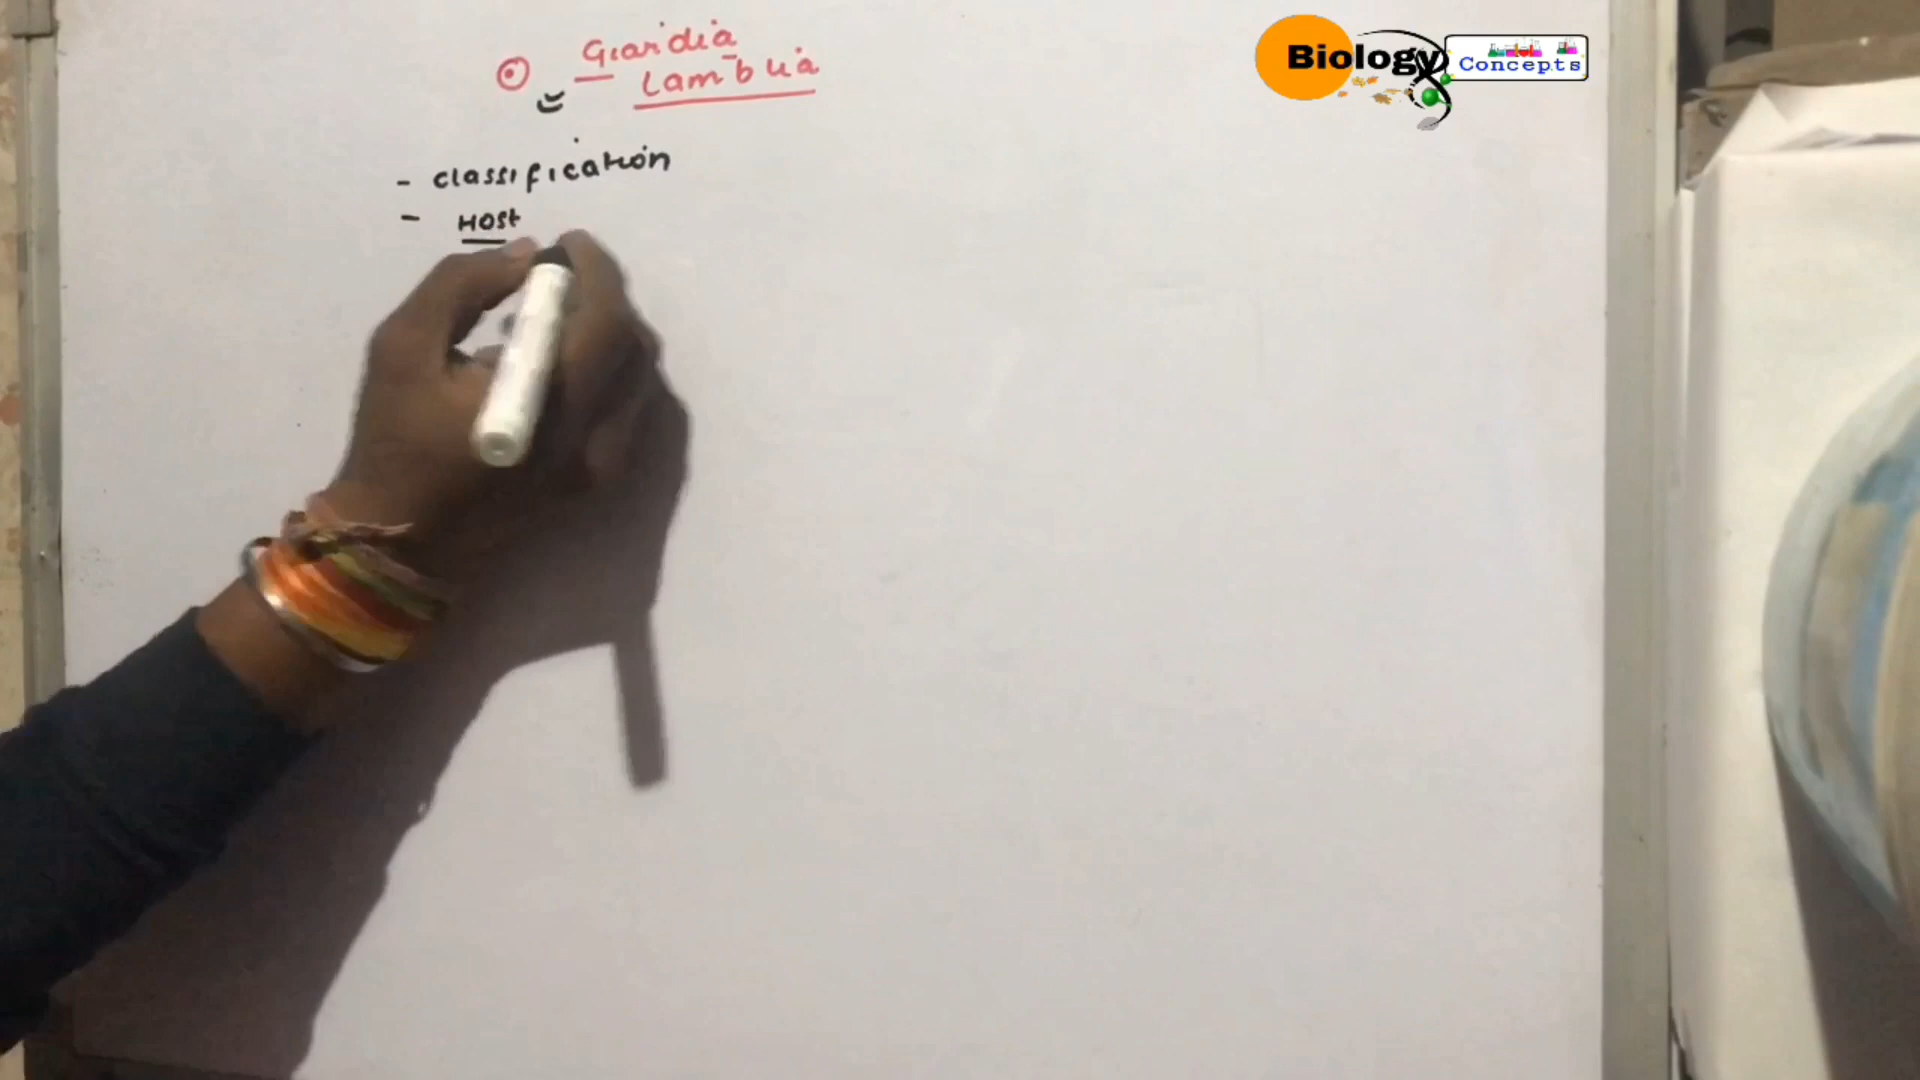 Giardia
Lamblia
- classification
- Host
Biology
Concepts